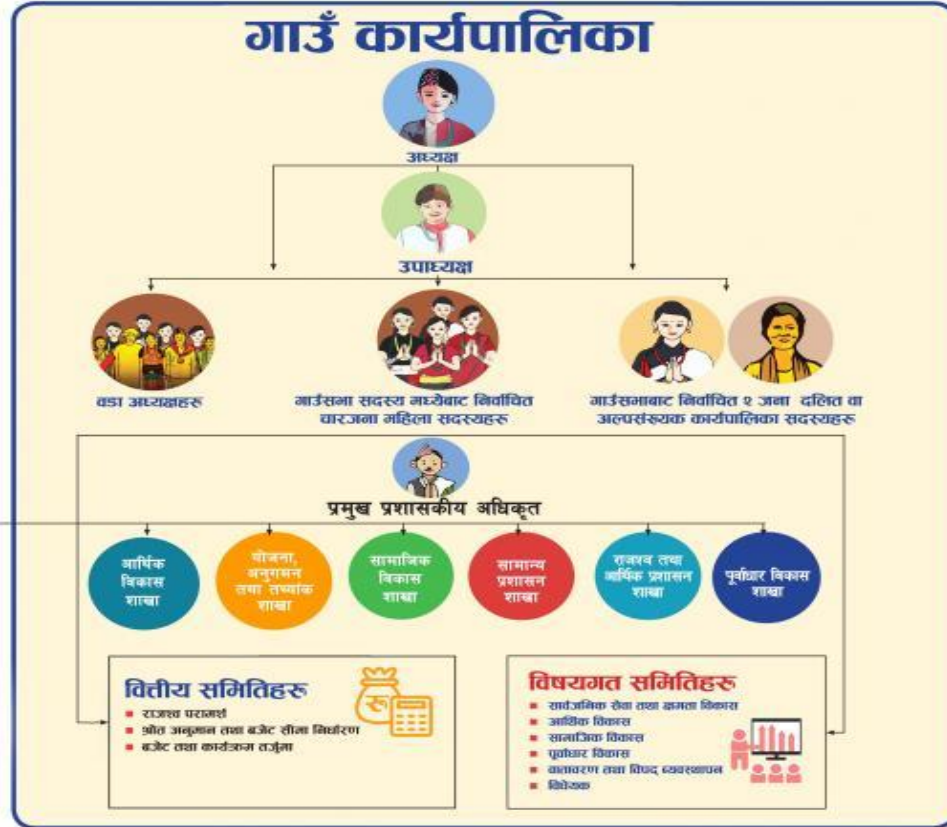 गाउँ कार्यपालिका
अध्यक्ष
उपाध्यक्ष
वडा अध्यक्षहरू
गाउँसभा सदस्य मध्येबाट निर्वाचित
चारजना महिला सदस्यहरू
गाउँसभाबाट निर्वाचित २ जना दलित वा
अल्पसंख्यक कार्यपालिका सदस्यहरू
प्रमुख प्रशासकीय अधिकृत
आर्थिक
विकास
शाखा
योजना,
अनुगमन
तथा तथ्यांक
शाखा
सामाजिक
विकास
शाखा
सामान्य
प्रशासन
शाखा
राजश्व तथा
आर्थिक प्रशासन
शाखा
पूर्वाधार विकास
शाखा
वित्तीय समितिहरू
राजश्व परामर्श
श्रोत अनुमान तथा बजेट सीमा निर्धारण
बजेट तथा कार्यक्रम तर्जुमा
रू
विषयगत समितिहरू
सार्वजनिक सेवा तथा क्षमता विकास
आर्थिक विकास
सामाजिक विकास
पूर्वाधार विकास
वातावरण तथा विपद् व्यवस्थापन
विधेयक